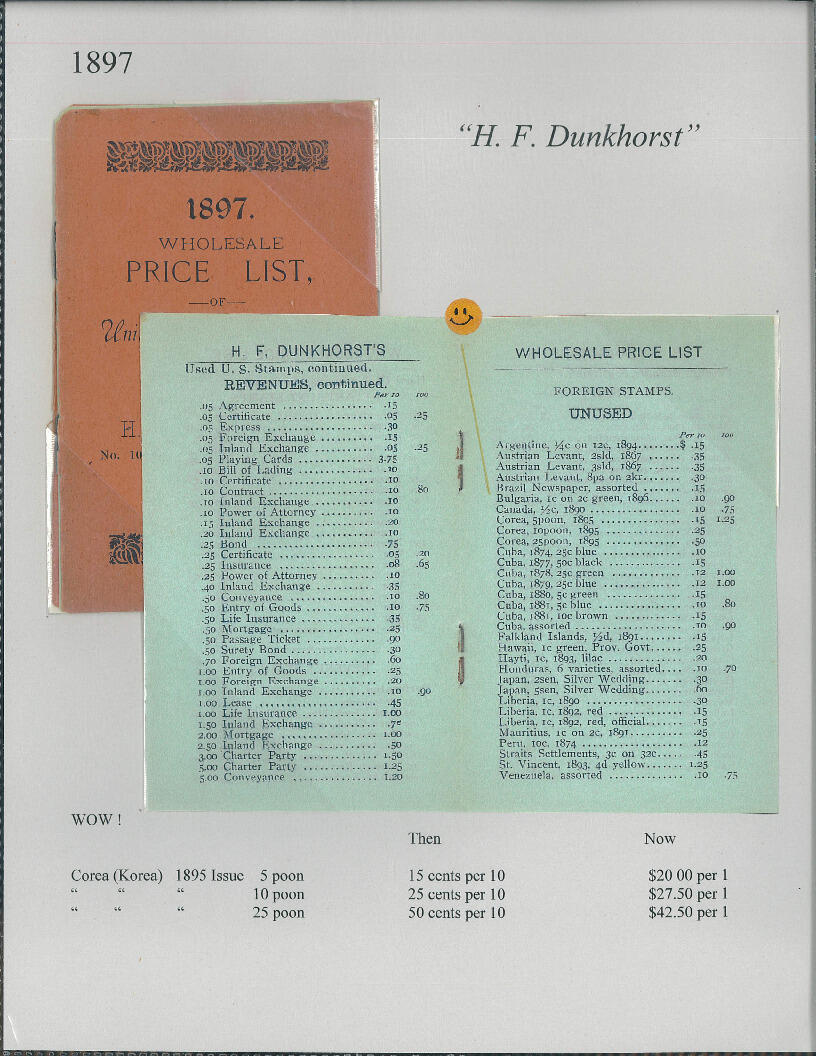 1897
"H. F. Dunkhorst"
1897.
WHOLESALE
PRICE LIST,
—OF—
Uni
H.
No. 10
H. F. DUNKHORST'S
Used U. S. Stamps, continued.
REVENUES, continued.
Per 10 100
.05 Agreement ................. .15
.05 Certificate .................. .05 .25
.05 Express ..................... .30
.05 Foreign Exchange .......... .15
.05 Inland Exchange ........... .05 .25
.05 Playing Cards .............. 3.75
.10 Bill of Lading .............. .10
.10 Certificate .................. .10
.10 Contract .................... .10 .80
.10 Inland Exchange ........... .10
.10 Power of Attorney .......... .10
.15 Inland Exchange ........... .20
.20 Inland Exchange ........... .10
.25 Bond ...................... .75
.25 Certificate .................. .05 .20
.25 Insurance .................. .08 .65
.25 Power of Attorney .......... .10
.40 Inland Exchange ........... .35
.50 Conveyance ................ .10 .80
.50 Entry of Goods ............. .10 .75
.50 Life Insurance .............. .35
.50 Mortgage .................. .25
.50 Passage Ticket ............. .90
.50 Surety Bond ................ .30
.70 Foreign Exchange .......... .60
1.00 Entry of Goods ............ .25
1.00 Foreign Exchange ......... .20
1.00 Inland Exchange ........... .10 .90
1.00 Lease ...................... .45
1.00 Life Insurance .............. 1.00
1.50 Inland Exchange
2.00 Mortgage ................. 1.00
2.50 Inland Exchange ........... .50
3.00 Charter Party .............. 1.50
5.00 Charter Party .............. 1.25
5.00 Conveyance ............... 1.20
WHOLESALE PRICE LIST
FOREIGN STAMPS.
UNUSED
Per 10 100
Argentine, ¼c on 12c, 1894........$ .15
Austrian Levant, 2sld, 1867 ...... .35
Austrian Levant, 3sld, 1867 ...... .35
Austrian Levant, 8pa on 2kr....... .30
Brazil Newspaper, assorted ....... .15
Bulgaria, 1c on 2c green, 1896...... .10 .90
Canada, ½c, 1890 ................ .10 .75
Corea, 5poon, 1895 ............... .15 1.25
Corea, 10poon, 1895 .............. .25
Corea, 25poon, 1895 .............. .50
Cuba, 1874, 25c blue .............. .10
Cuba, 1877, 50c black ............. .15
Cuba, 1878, 25c green ............. .12 1.00
Cuba, 1879, 25c blue .............. .12 1.00
Cuba, 1880, 5c green .............. .15
Cuba, 1881, 5c blue ............... .10 .80
Cuba, 1881, 10c brown ............ .15
Cuba, assorted .................... .10 .90
Falkland Islands, ½d, 1891........ .15
Hawaii, 1c green, Prov. Govt...... .25
Hayti, 1c, 1893, lilac .............. .20
Honduras, 6 varieties, assorted.... .10 .70
Japan, 2sen, Silver Wedding....... .30
Japan, 5sen, Silver Wedding....... .60
Liberia, 1c, 1890 .................. .30
Liberia, 1c, 1892, red .............. .15
Liberia, 1c, 1892, red, official....... .15
Mauritius, 1c on 2c, 1891.......... .25
Peru, 10c, 1874 ................... .12
Straits Settlements, 3c on 32c..... .45
St. Vincent, 1893, 4d yellow....... 1.25
Venezuela, assorted .............. .10 .75
WOW !
Then Now
Corea (Korea) 1895 Issue 5 poon 15 cents per 10 $20 00 per 1
" " " 10 poon 25 cents per 10 $27.50 per 1
" " " 25 poon 50 cents per 10 $42.50 per 1